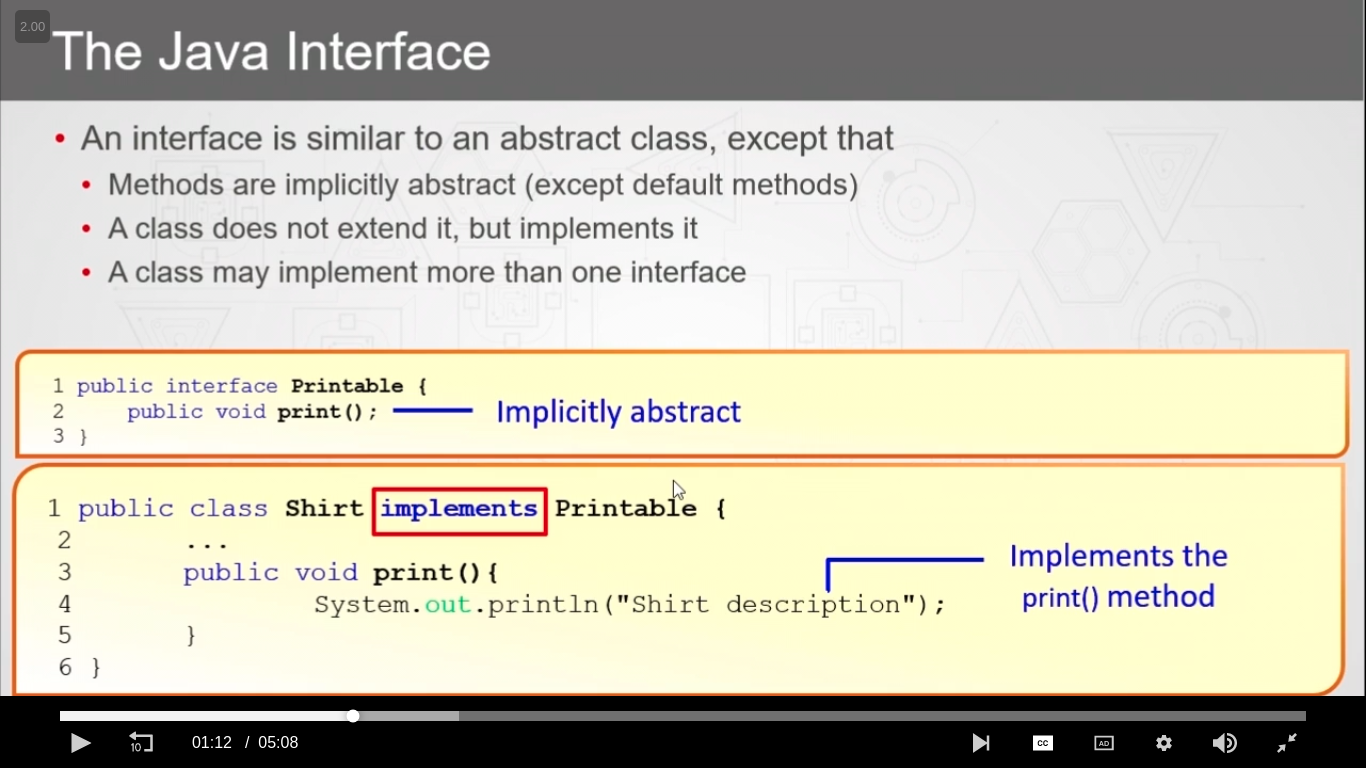 2.00
The Java Interface
• An interface is similar to an abstract class, except that
• Methods are implicitly abstract (except default methods)
• A class does not extend it, but implements it
• A class may implement more than one interface
1 public interface Printable {
2 public void print(); Implicitly abstract
3 }
1 public class Shirt implements Printable {
2 ...
3 public void print(){
4 System.out.println("Shirt description");
5 }
6 }
Implements the
print() method
10 01:12 / 05:08 CC AD